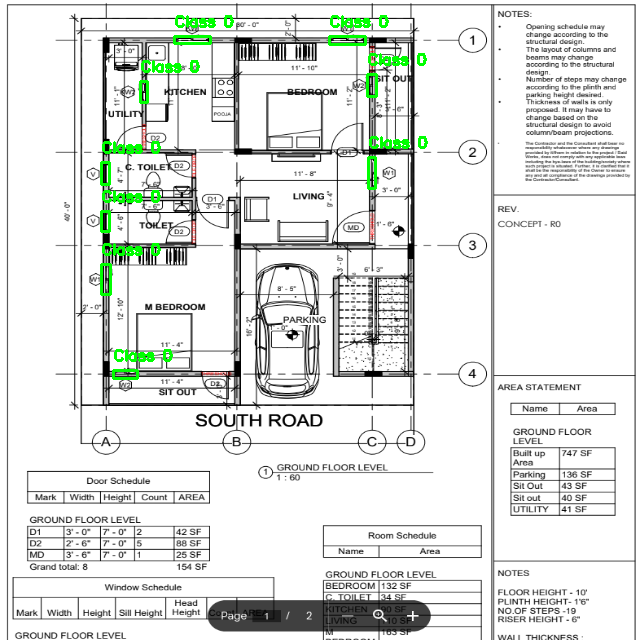 NOTES:
• Opening schedule may
change according to the
structural design.
• The layout of columns and
beams may change
according to the structural
design.
• Number of steps may change
according to the plinth and
parking height desired.
• Thickness of walls is only
proposed. It may have to
change based on the
structural design to avoid
column/beam projections.
REV.
CONCEPT - R0
AREA STATEMENT
Name Area
GROUND FLOOR
LEVEL
Built up 747 SF
Area
Parking 136 SF
Sit Out 43 SF
Sit out 40 SF
UTILITY 41 SF
NOTES
FLOOR HEIGHT - 10'
PLINTH HEIGHT- 1'6"
NO.OF STEPS -19
RISER HEIGHT - 6"
WALL THICKNESS :
Class 0
Class 0
30' - 0"
1
3' - 0"
Class 0
11' - 10"
Class 0
SIT OUT
KITCHEN
BEDROOM
W2
11' - 2"
POOJA
UTILITY
D2
Class 0
D1
2
Class 0
C. TOILET
D2
V
4' - 7"
11' - 8"
W1
3' - 0"
Class 0
LIVING
D1
3' - 6"
V
4' - 6"
TOILET
D2
MD
1' - 6"
40' - 0"
Class 0
3
6' - 3"
8' - 5"
2' - 0"
12' - 10"
M BEDROOM
PARKING
11' - 4"
Class 0
4
11' - 4"
D2
SIT OUT
SOUTH ROAD
A B C D
1 GROUND FLOOR LEVEL
1 : 60
Door Schedule
Mark Width Height Count AREA
GROUND FLOOR LEVEL
D1 3' - 0" 7' - 0" 2 42 SF
D2 2' - 6" 7' - 0" 5 88 SF
MD 3' - 6" 7' - 0" 1 25 SF
Grand total: 8 154 SF
Window Schedule
Mark Width Height Sill Height Head Height Count AREA
GROUND FLOOR LEVEL
Room Schedule
Name Area
GROUND FLOOR LEVEL
BEDROOM 132 SF
C. TOILET 34 SF
KITCHEN
LIVING
M 163 SF
BEDROOM
Page 1 / 2